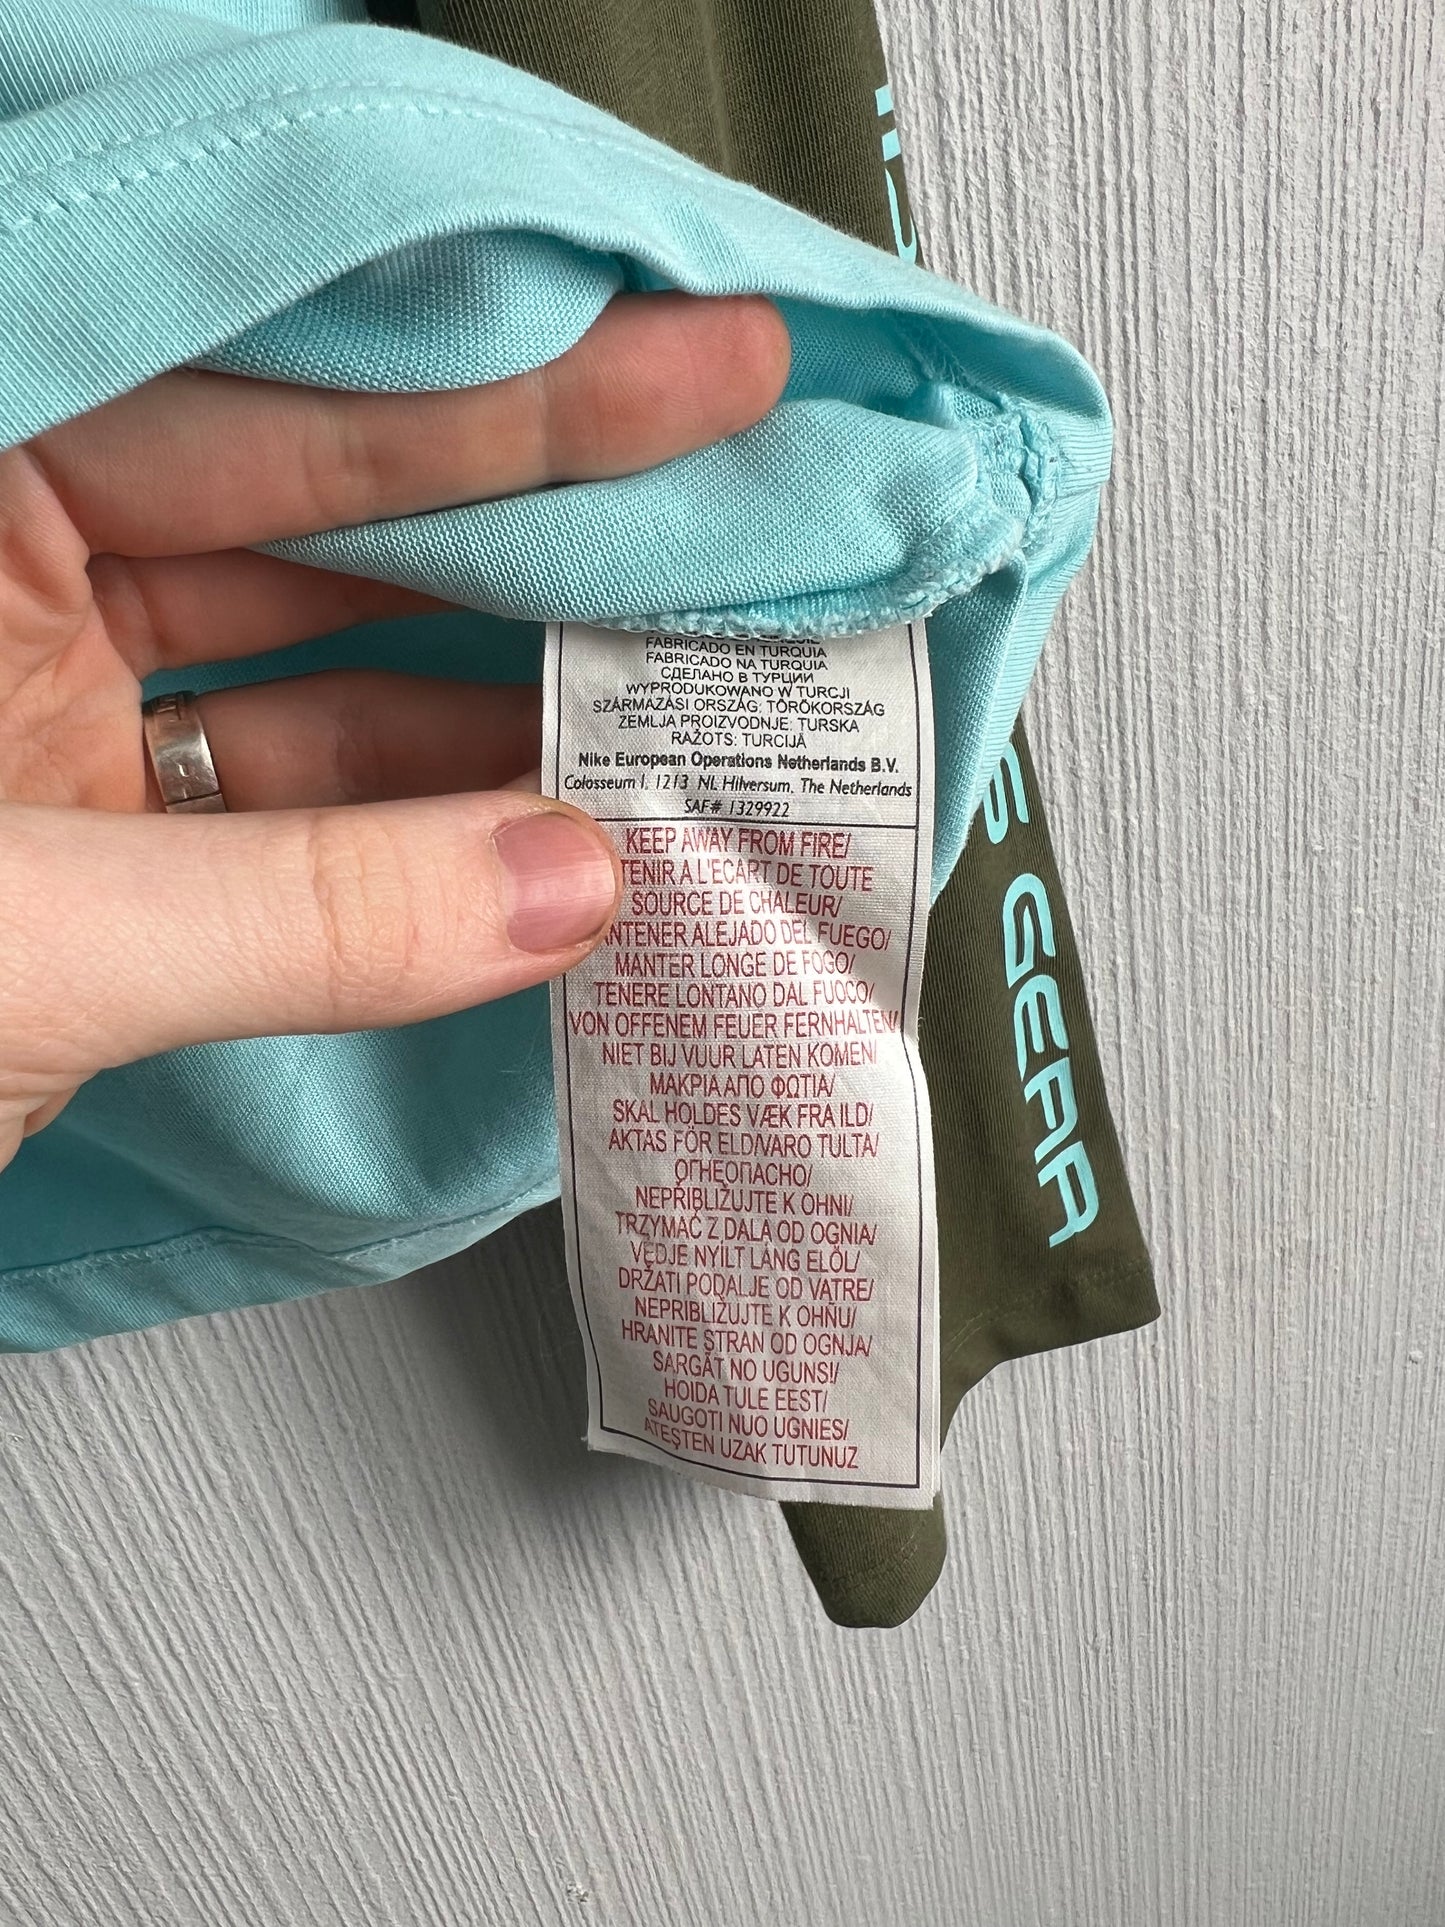 FABRICADO EN TURQUIA
FABRICADO NA TURQUIA
СДЕЛАНО В ТУРЦИИ
WYPRODUKOWANO W TURCJI
SZÁRMAZÁSI ORSZÁG: TÖRÖKORSZÁG
ZEMLJA PROIZVODNJE: TURSKA
RAŽOTS: TURCIJĀ
Nike European Operations Netherlands B.V.
Colosseum 1, 1213 NL Hilversum, The Netherlands
SAF# 1329922
KEEP AWAY FROM FIRE/
TENIR A L'ECART DE TOUTE
SOURCE DE CHALEUR/
ANTENER ALEJADO DEL FUEGO/
MANTER LONGE DE FOGO/
TENERE LONTANO DAL FUOCO/
VON OFFENEM FEUER FERNHALTEN/
NIET BIJ VUUR LATEN KOMEN/
ΜΑΚΡΙΑ ΑΠΟ ΦΩΤΙΑ/
SKAL HOLDES VÆK FRA ILD/
AKTAS FÖR ELD/VARO TULTA/
ОГНЕОПАСНО/
NEPŘIBLIŽUJTE K OHNI/
TRZYMAĆ Z DALA OD OGNIA/
VÉDJE NYÍLT LÁNG ELŐL/
DRŽATI PODALJE OD VATRE/
NEPRIBLIŽUJTE K OHŇU/
HRANITE STRAN OD OGNJA/
SARGĀT NO UGUNS!/
HOIDA TULE EEST/
SAUGOTI NUO UGNIES/
ATEŞTEN UZAK TUTUNUZ
S GEAR